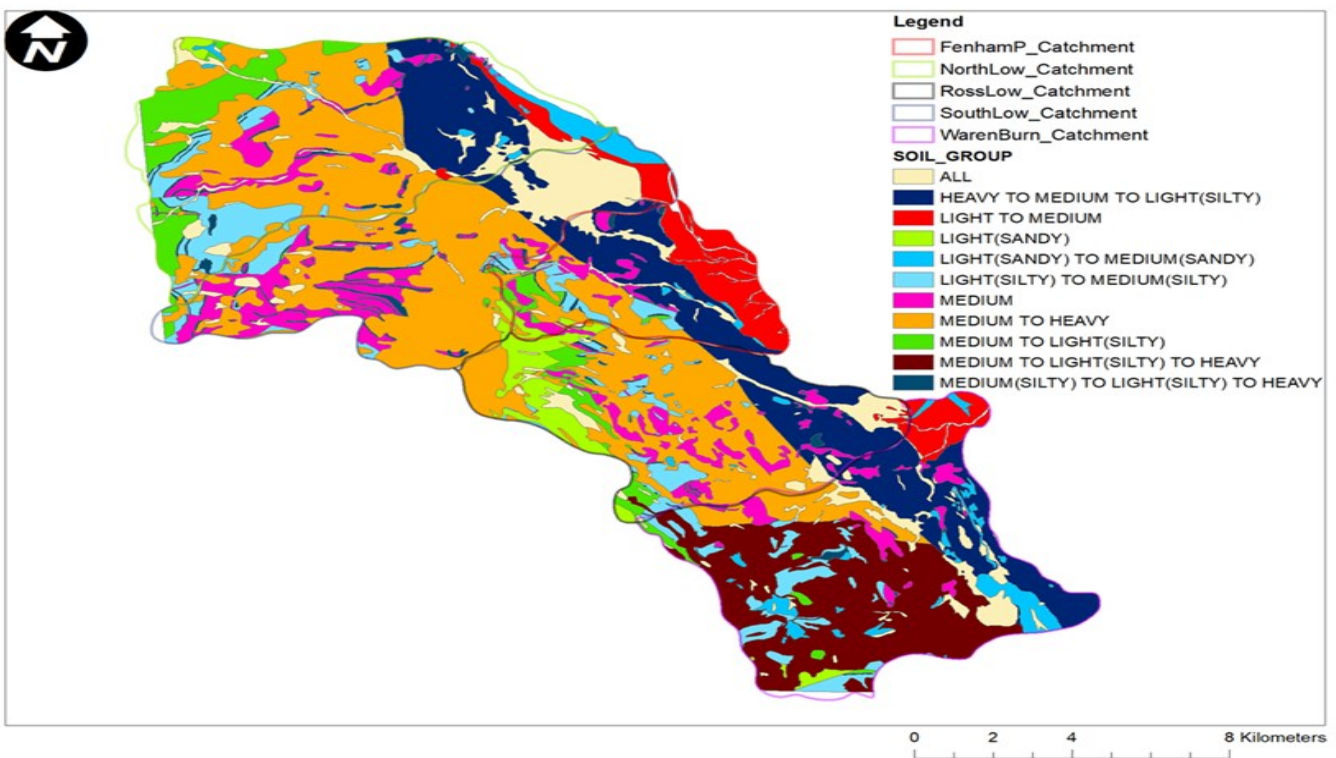 N
Legend
FenhamP_Catchment
NorthLow_Catchment
RossLow_Catchment
SouthLow_Catchment
WarenBurn_Catchment
SOIL_GROUP
ALL
HEAVY TO MEDIUM TO LIGHT(SILTY)
LIGHT TO MEDIUM
LIGHT(SANDY)
LIGHT(SANDY) TO MEDIUM(SANDY)
LIGHT(SILTY) TO MEDIUM(SILTY)
MEDIUM
MEDIUM TO HEAVY
MEDIUM TO LIGHT(SILTY)
MEDIUM TO LIGHT(SILTY) TO HEAVY
MEDIUM(SILTY) TO LIGHT(SILTY) TO HEAVY
0 2 4 8 Kilometers